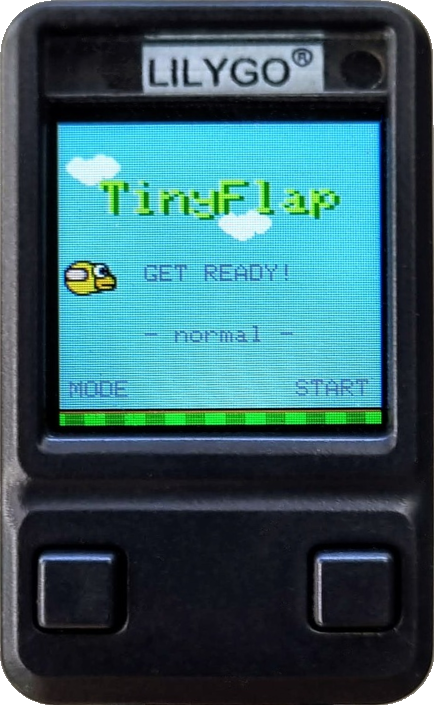 LILYGO®
TinyFlap
GET READY!
- normal -
MODE START